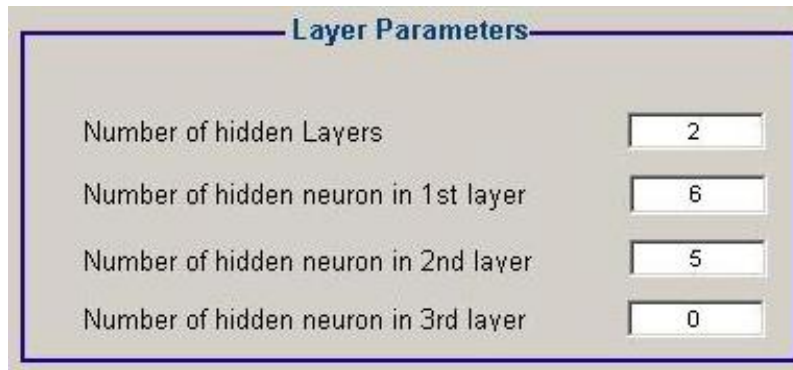 Layer Parameters
Number of hidden Layers 2
Number of hidden neuron in 1st layer 6
Number of hidden neuron in 2nd layer 5
Number of hidden neuron in 3rd layer 0